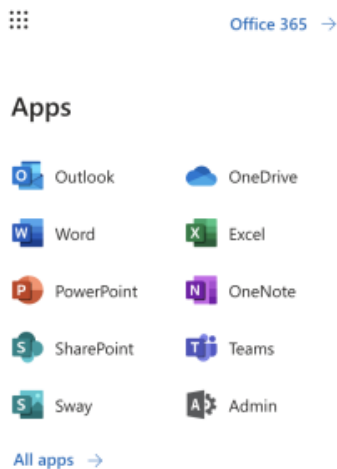 Office 365 →
Apps
Outlook
OneDrive
Word
Excel
PowerPoint
OneNote
SharePoint
Teams
Sway
Admin
All apps →